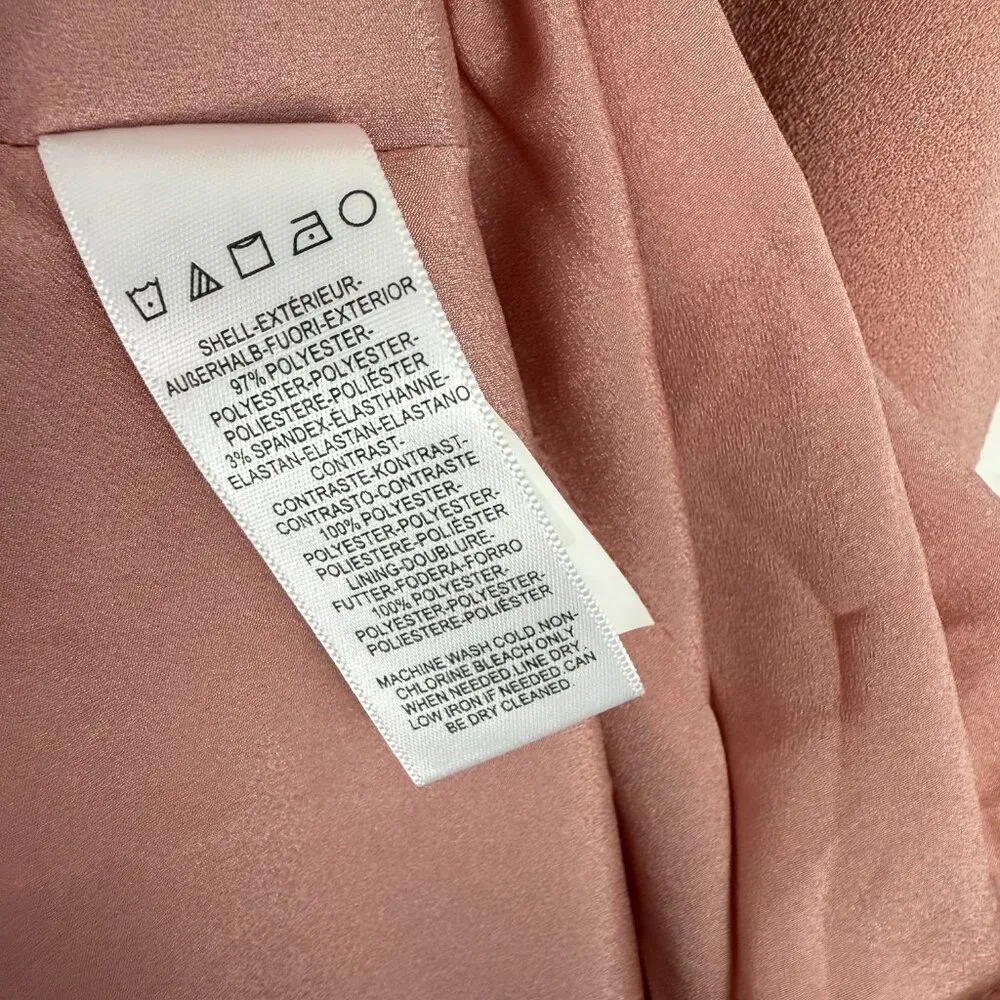 SHELL-EXTÉRIEUR-
AUßERHALB-FUORI-EXTERIOR
97% POLYESTER-
POLYESTER-POLYESTER-
POLIESTERE-POLIÉSTER
3% SPANDEX-ÉLASTHANNE-
ELASTAN-ELASTAN-ELASTANO
CONTRAST-
CONTRASTE-KONTRAST-
CONTRASTO-CONTRASTE
100% POLYESTER-
POLYESTER-POLYESTER-
POLIESTERE-POLIÉSTER
LINING-DOUBLURE-
FUTTER-FODERA-FORRO
100% POLYESTER-
POLYESTER-POLYESTER-
POLIESTERE-POLIÉSTER
MACHINE WASH COLD.NON-
CHLORINE BLEACH ONLY
WHEN NEEDED.LINE DRY.
LOW IRON IF NEEDED.CAN
BE DRY CLEANED.